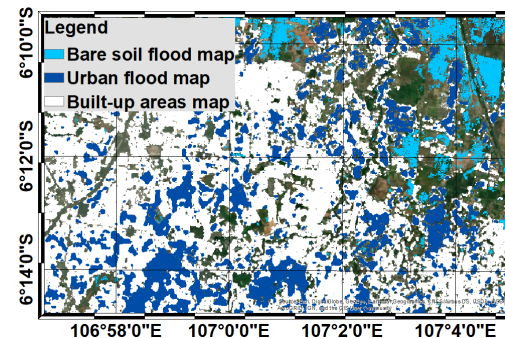 Legend
Bare soil flood map
Urban flood map
Built-up areas map
6°10'0"S
6°12'0"S
6°14'0"S
106°58'0"E
107°0'0"E
107°2'0"E
107°4'0"E